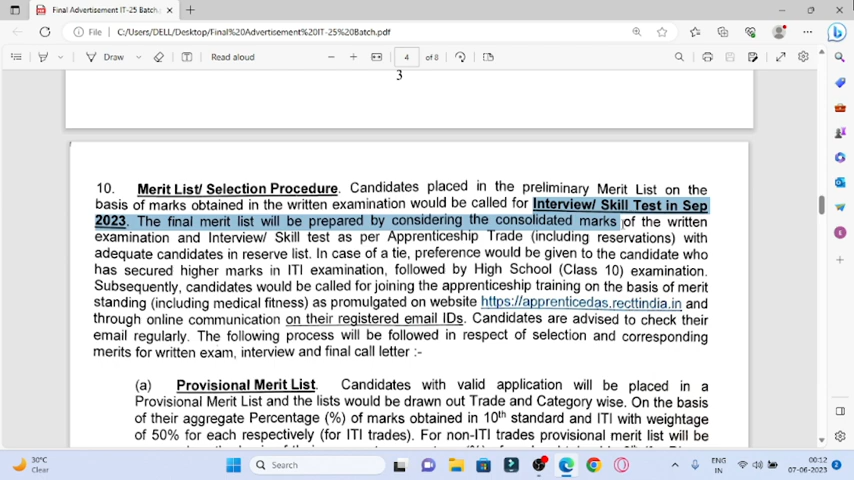 Final Advertisement IT-25 Batch.
File
C:/Users/DELL/Desktop/Final%20Advertisement%20IT-25%20Batch.pdf
Draw
Read aloud
4 of 8
3
10. Merit List/ Selection Procedure. Candidates placed in the preliminary Merit List on the
basis of marks obtained in the written examination would be called for Interview/ Skill Test in Sep
2023. The final merit list will be prepared by considering the consolidated marks of the written
examination and Interview/ Skill test as per Apprenticeship Trade (including reservations) with
adequate candidates in reserve list. In case of a tie, preference would be given to the candidate who
has secured higher marks in ITI examination, followed by High School (Class 10) examination.
Subsequently, candidates would be called for joining the apprenticeship training on the basis of merit
standing (including medical fitness) as promulgated on website https://apprenticedas.recttindia.in and
through online communication on their registered email IDs. Candidates are advised to check their
email regularly. The following process will be followed in respect of selection and corresponding
merits for written exam, interview and final call letter :-
(a) Provisional Merit List. Candidates with valid application will be placed in a
Provisional Merit List and the lists would be drawn out Trade and Category wise. On the basis
of their aggregate Percentage (%) of marks obtained in 10th standard and ITI with weightage
of 50% for each respectively (for ITI trades). For non-ITI trades provisional merit list will be
30°C
Clear
Search
ENG
IN
00:12
07-06-2023